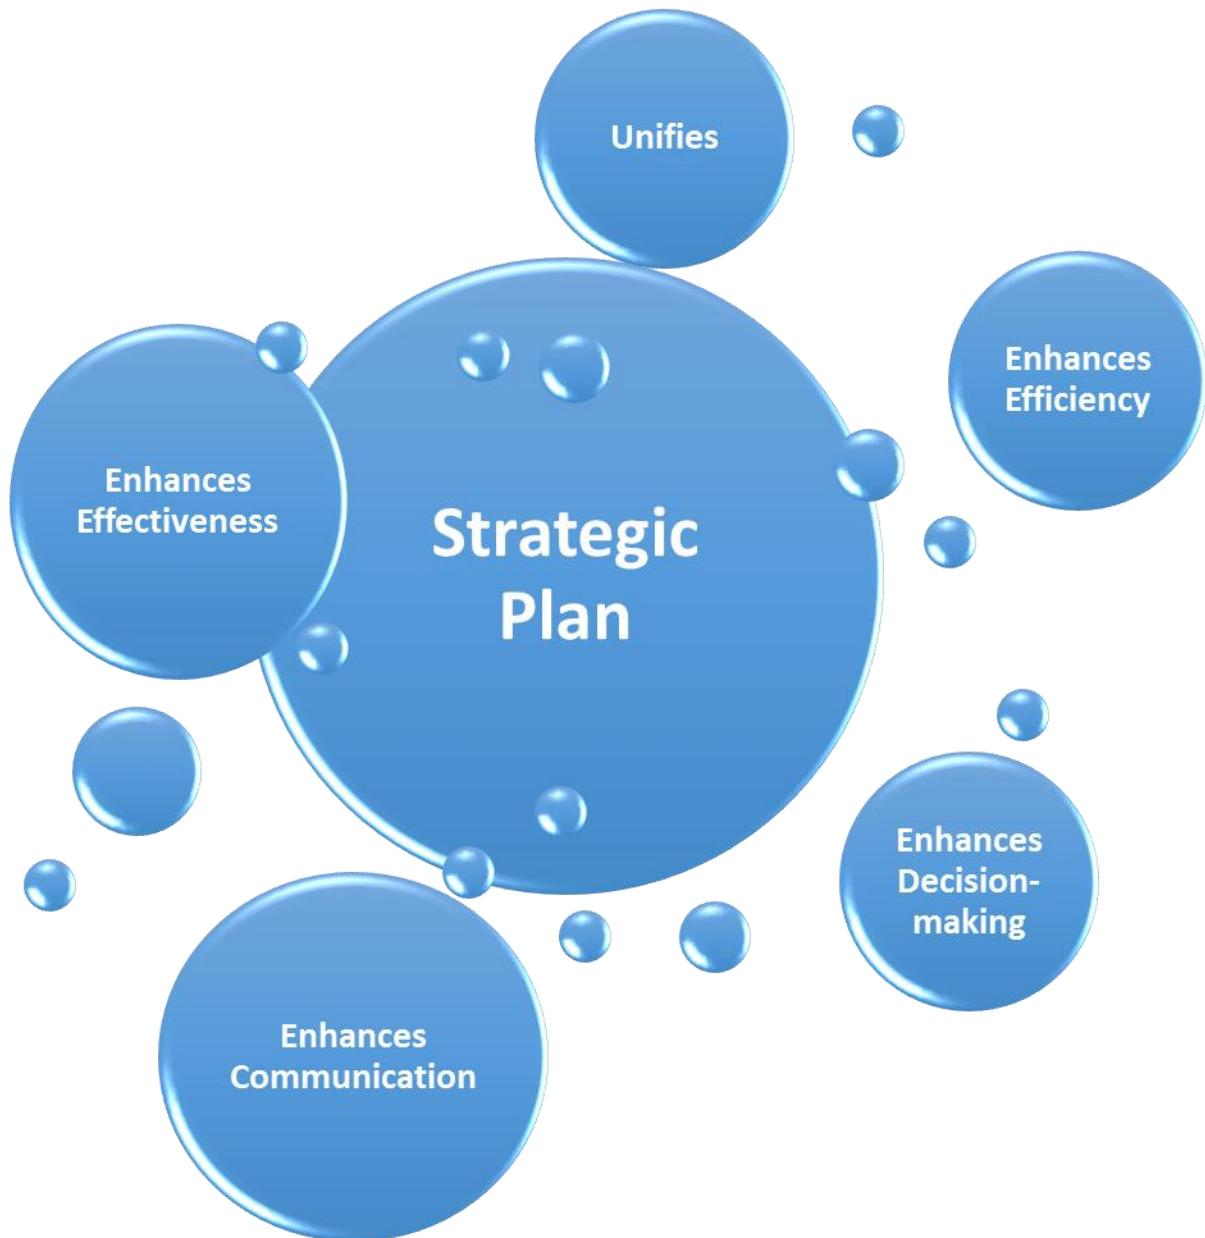 Unifies
Enhances
Efficiency
Enhances
Effectiveness
Strategic
Plan
Enhances
Decision-
making
Enhances
Communication